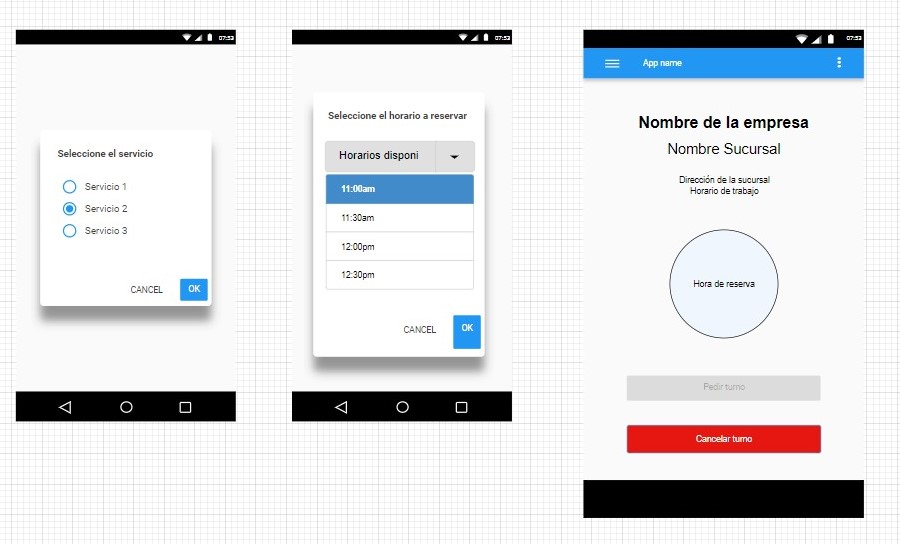 07:53
Seleccione el servicio
Servicio 1
Servicio 2
Servicio 3
CANCEL OK
07:53
Seleccione el horario a reservar
Horarios disponi
11:00am
11:30am
12:00pm
12:30pm
CANCEL OK
07:53
App name
Nombre de la empresa
Nombre Sucursal
Dirección de la sucursal
Horario de trabajo
Hora de reserva
Pedir turno
Cancelar turno